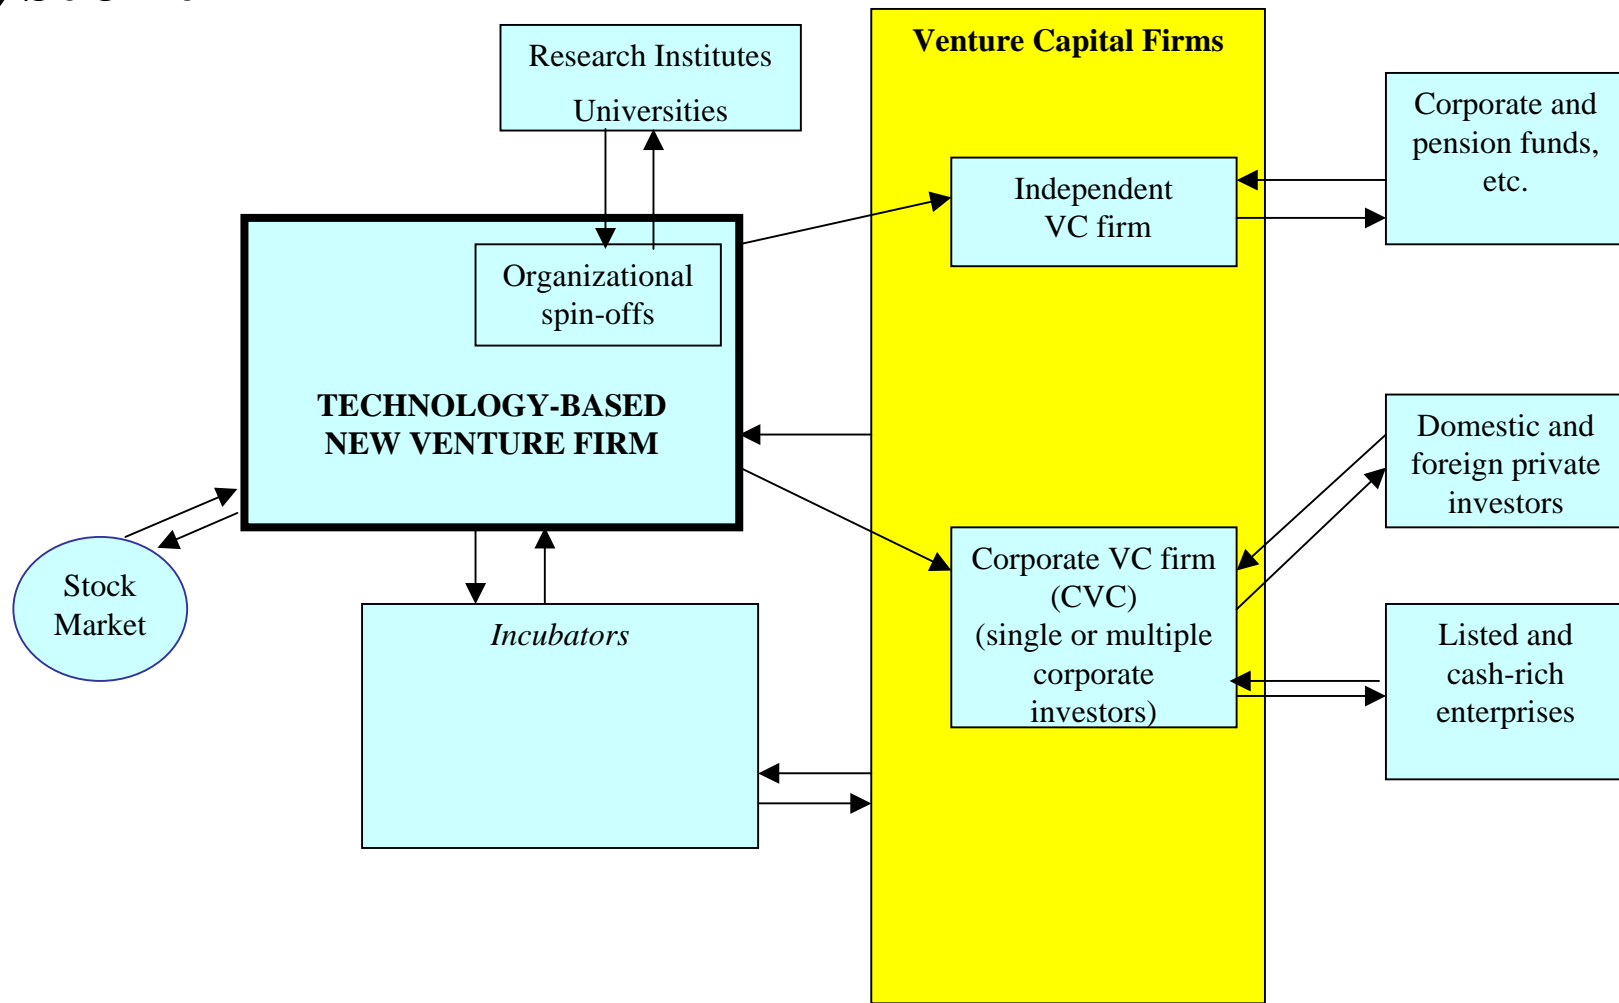 Research Institutes
Universities
Venture Capital Firms
Corporate and
pension funds,
etc.
Independent
VC firm
Organizational
spin-offs
TECHNOLOGY-BASED
NEW VENTURE FIRM
Domestic and
foreign private
investors
Stock
Market
Incubators
Corporate VC firm
(CVC)
(single or multiple
corporate
investors)
Listed and
cash-rich
enterprises